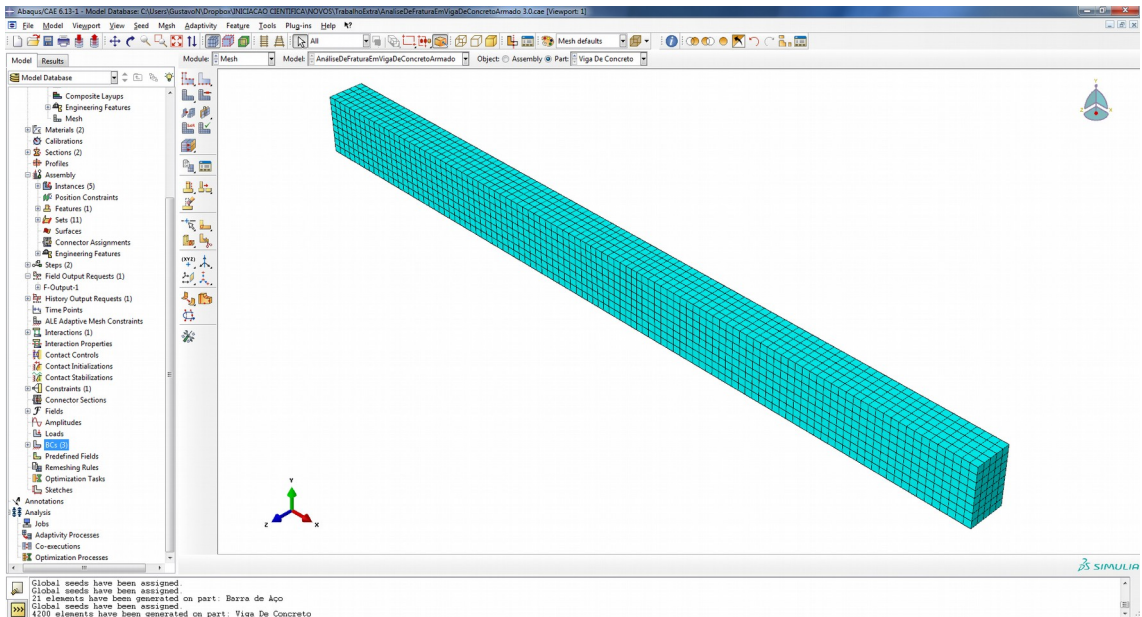 Abaqus/CAE 6.13-1 - Model Database: C:\Users\GustavoN\Dropbox\INICIACAO CIENTIFICA\NOVOS\TrabalhoExtra\AnaliseDeFraturaEmVigaDeConcretoArmado 3.0.cae [Viewport: 1]
File Model Viewport View Seed Mesh Adaptivity Feature Tools Plug-ins Help
All Mesh defaults
Model Results Module: Mesh Model: AnáliseDeFraturaEmVigaDeConcretoArmado Object: Assembly Part: Viga De Concreto
Model Database
Composite Layups
Engineering Features
Mesh
Materials (2)
Calibrations
Sections (2)
Profiles
Assembly
Instances (5)
Position Constraints
Features (1)
Sets (11)
Surfaces
Connector Assignments
Engineering Features
Steps (2)
Field Output Requests (1)
F-Output-1
History Output Requests (1)
Time Points
ALE Adaptive Mesh Constraints
Interactions (1)
Interaction Properties
Contact Controls
Contact Initializations
Contact Stabilizations
Constraints (1)
Connector Sections
Fields
Amplitudes
Loads
BCs (3)
Predefined Fields
Remeshing Rules
Optimization Tasks
Sketches
Annotations
Analysis
Jobs
Adaptivity Processes
Co-executions
Optimization Processes
(XYZ)
Y
Z
X
SIMULIA
Global seeds have been assigned.
Global seeds have been assigned.
21 elements have been generated on part: Barra de Aço
Global seeds have been assigned.
4200 elements have been generated on part: Viga De Concreto